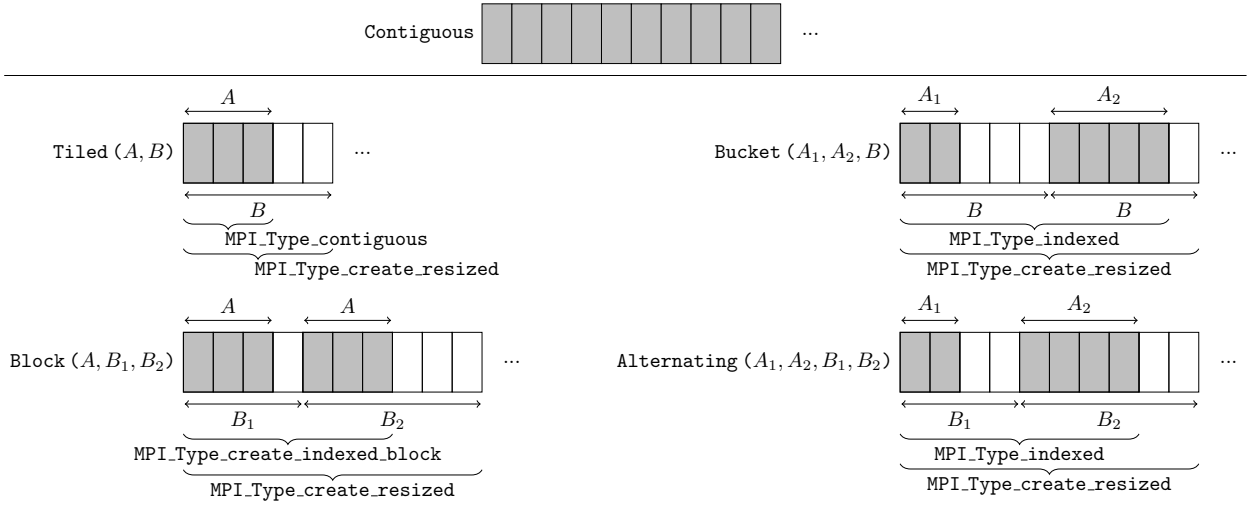 Contiguous ...
A
Tiled (A, B) ...
B
MPI_Type_contiguous
MPI_Type_create_resized
A₁ A₂
Bucket (A₁, A₂, B) ...
B B
MPI_Type_indexed
MPI_Type_create_resized
A A
Block (A, B₁, B₂) ...
B₁ B₂
MPI_Type_create_indexed_block
MPI_Type_create_resized
A₁ A₂
Alternating (A₁, A₂, B₁, B₂) ...
B₁ B₂
MPI_Type_indexed
MPI_Type_create_resized